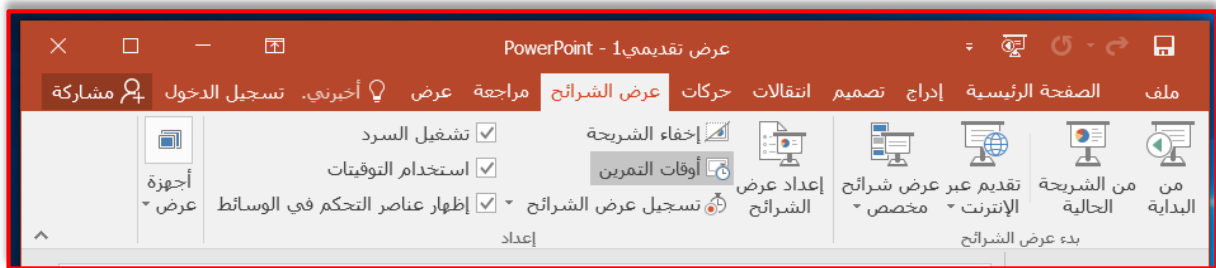 عرض تقديمي1 - PowerPoint
ملف الصفحة الرئيسية إدراج تصميم انتقالات حركات عرض الشرائح مراجعة عرض أخبرني. تسجيل الدخول مشاركة
من البداية
من الشريحة الحالية
تقديم عبر الإنترنت
عرض شرائح مخصص
بدء عرض الشرائح
إعداد عرض الشرائح
إخفاء الشريحة
أوقات التمرين
تسجيل عرض الشرائح
تشغيل السرد
استخدام التوقيتات
إظهار عناصر التحكم في الوسائط
إعداد
أجهزة عرض